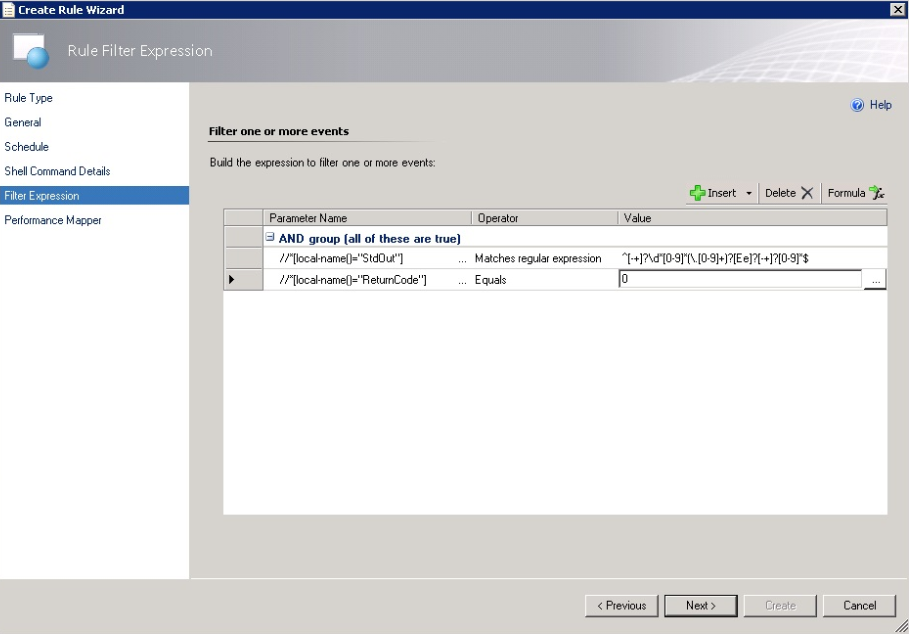 Create Rule Wizard
Rule Filter Expression
Rule Type
General
Schedule
Shell Command Details
Filter Expression
Performance Mapper
Help
Filter one or more events
Build the expression to filter one or more events:
Insert Delete Formula
Parameter Name Operator Value
AND group (all of these are true)
//*[local-name()="StdOut"] ... Matches regular expression ^[-+]?\d*[0-9]*(\.[0-9]+)?[Ee]?[-+]?[0-9]*$
//*[local-name()="ReturnCode"] ... Equals 0 ...
< Previous Next > Create Cancel